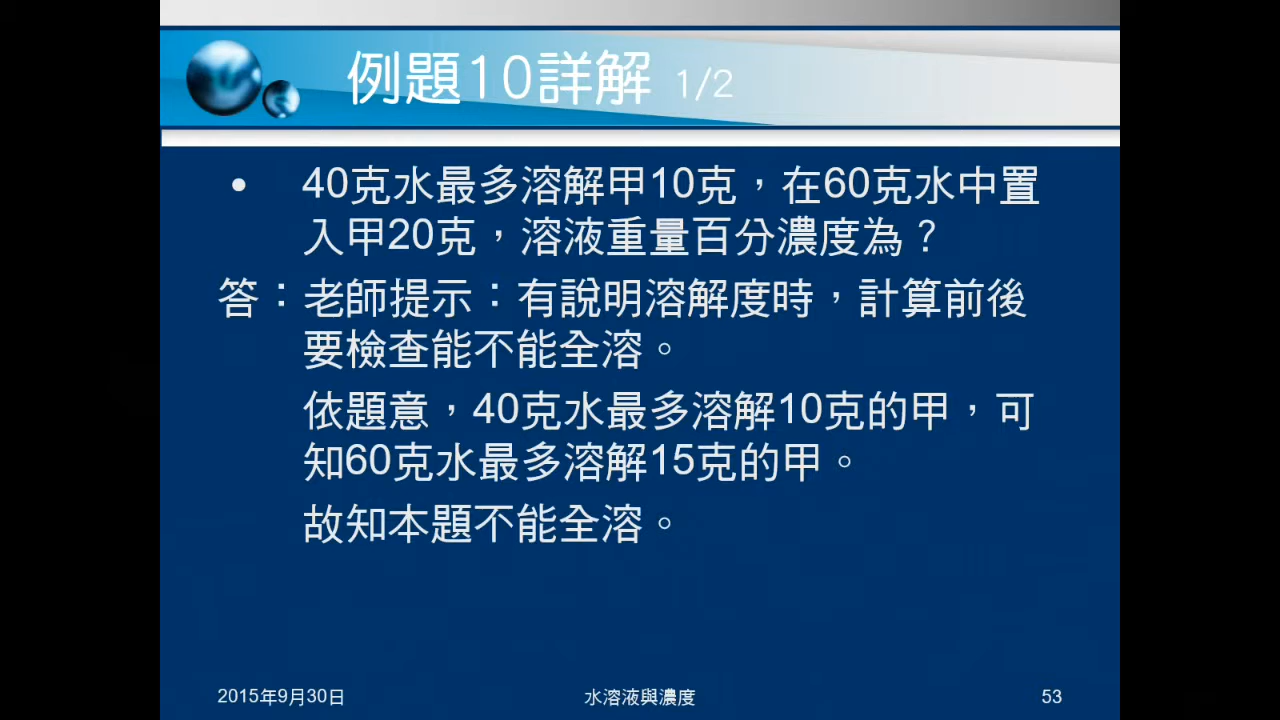 例題10詳解 1/2
• 40克水最多溶解甲10克，在60克水中置
入甲20克，溶液重量百分濃度為？
答：老師提示：有說明溶解度時，計算前後
要檢查能不能全溶。
依題意，40克水最多溶解10克的甲，可
知60克水最多溶解15克的甲。
故知本題不能全溶。
2015年9月30日 水溶液與濃度 53